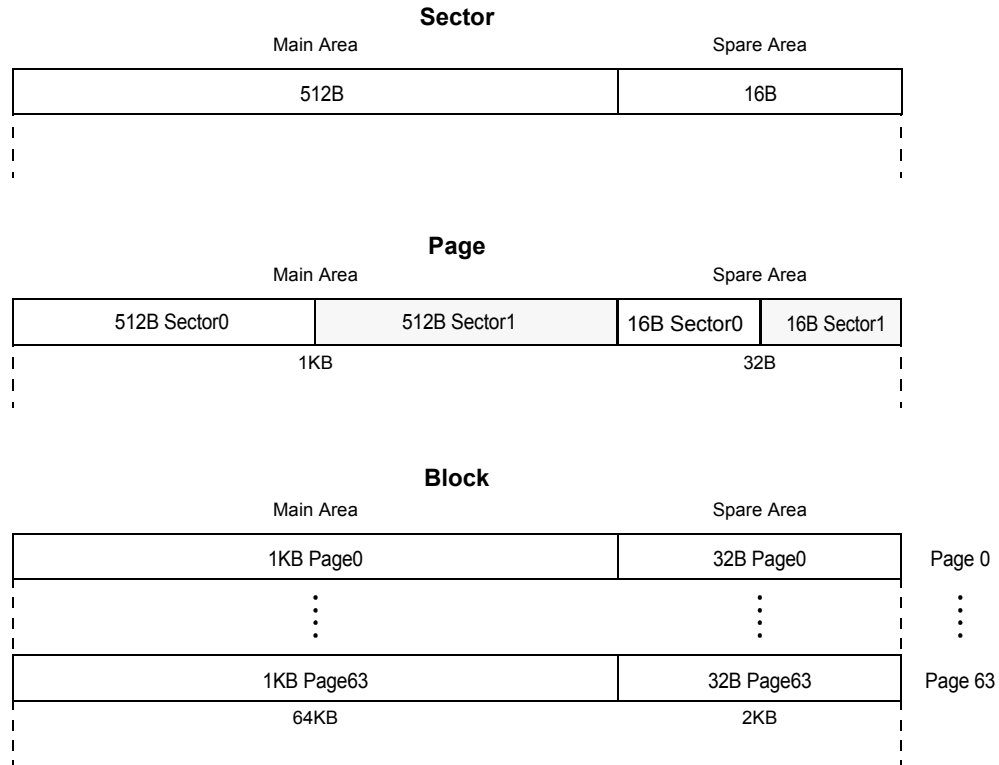 Sector
Main Area Spare Area
512B 16B
Page
Main Area Spare Area
512B Sector0 512B Sector1 16B Sector0 16B Sector1
1KB 32B
Block
Main Area Spare Area
1KB Page0 32B Page0 Page 0
1KB Page63 32B Page63 Page 63
64KB 2KB